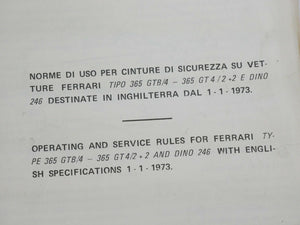 NORME DI USO PER CINTURE DI SICUREZZA SU VET-
TURE FERRARI TIPO 365 GTB/4 – 365 GT 4 / 2 +2 E DINO
246 DESTINATE IN INGHILTERRA DAL 1 - 1 - 1973.
OPERATING AND SERVICE RULES FOR FERRARI TY-
PE 365 GTB/4 – 365 GT 4/2 + 2 AND DINO 246 WITH ENGLI-
SH SPECIFICATIONS 1 - 1 - 1973.